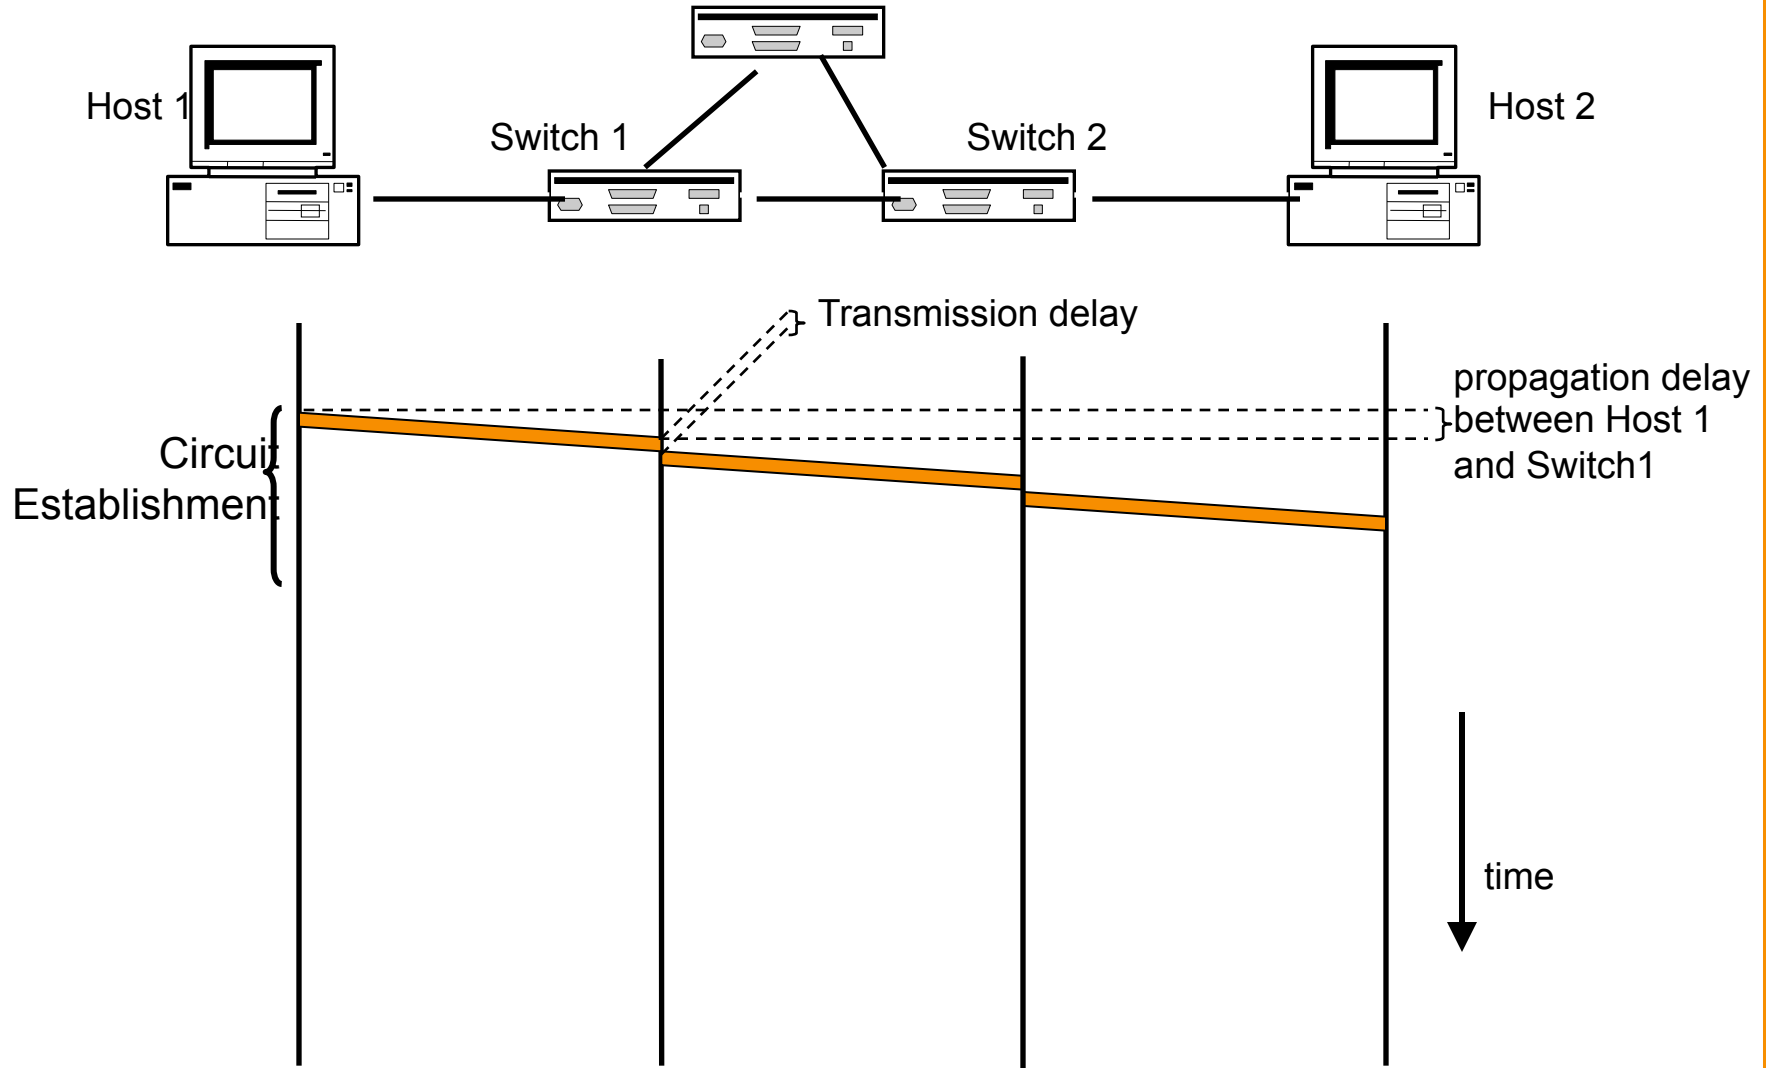 Host 1
Switch 1
Switch 2
Host 2
Transmission delay
propagation delay
between Host 1
and Switch1
Circuit
Establishment
time